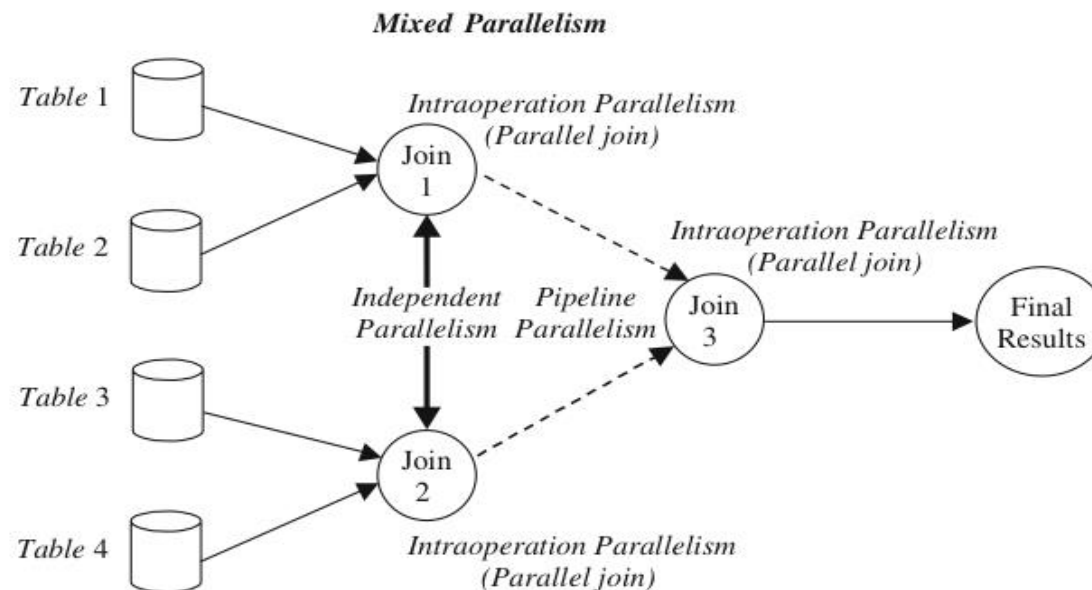 Mixed Parallelism
Table 1
Intraoperation Parallelism
(Parallel join)
Join
1
Table 2
Intraoperation Parallelism
(Parallel join)
Independent
Parallelism
Pipeline
Parallelism
Join
3
Final
Results
Table 3
Join
2
Table 4
Intraoperation Parallelism
(Parallel join)